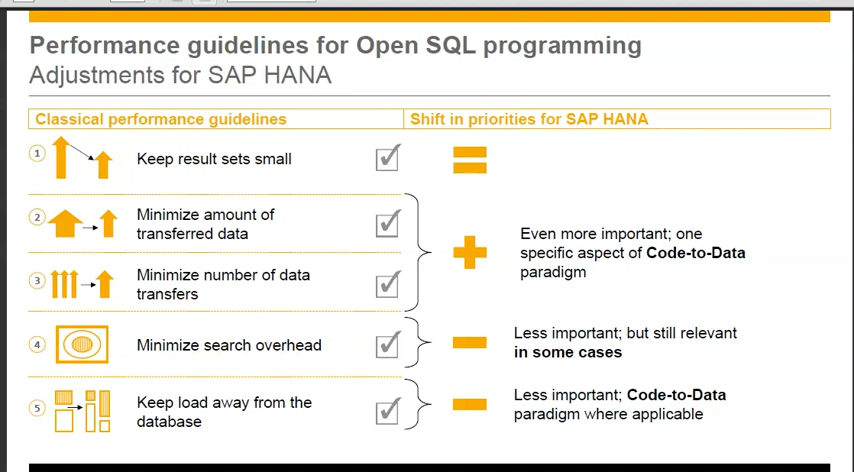 Performance guidelines for Open SQL programming
Adjustments for SAP HANA
Classical performance guidelines
Shift in priorities for SAP HANA
1
Keep result sets small
2
Minimize amount of
transferred data
3
Minimize number of data
transfers
Even more important; one
specific aspect of Code-to-Data
paradigm
4
Minimize search overhead
Less important; but still relevant
in some cases
5
Keep load away from the
database
Less important; Code-to-Data
paradigm where applicable